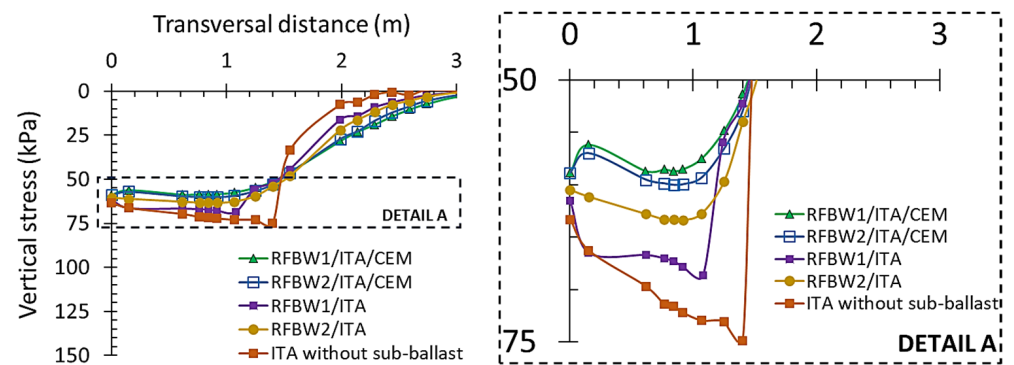 Transversal distance (m)
0 1 2 3
Vertical stress (kPa)
0
25
50
75
100
125
150
DETAIL A
RFBW1/ITA/CEM
RFBW2/ITA/CEM
RFBW1/ITA
RFBW2/ITA
ITA without sub-ballast
0 1 2 3
50
75
RFBW1/ITA/CEM
RFBW2/ITA/CEM
RFBW1/ITA
RFBW2/ITA
ITA without sub-ballast
DETAIL A